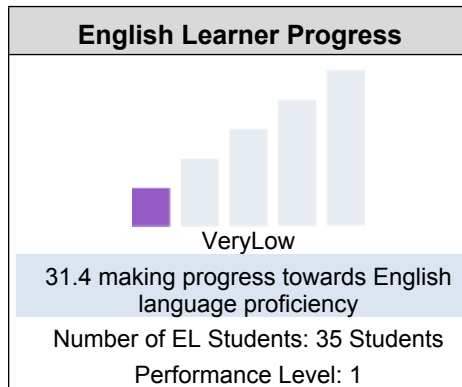 English Learner Progress
VeryLow
31.4 making progress towards English
language proficiency
Number of EL Students: 35 Students
Performance Level: 1